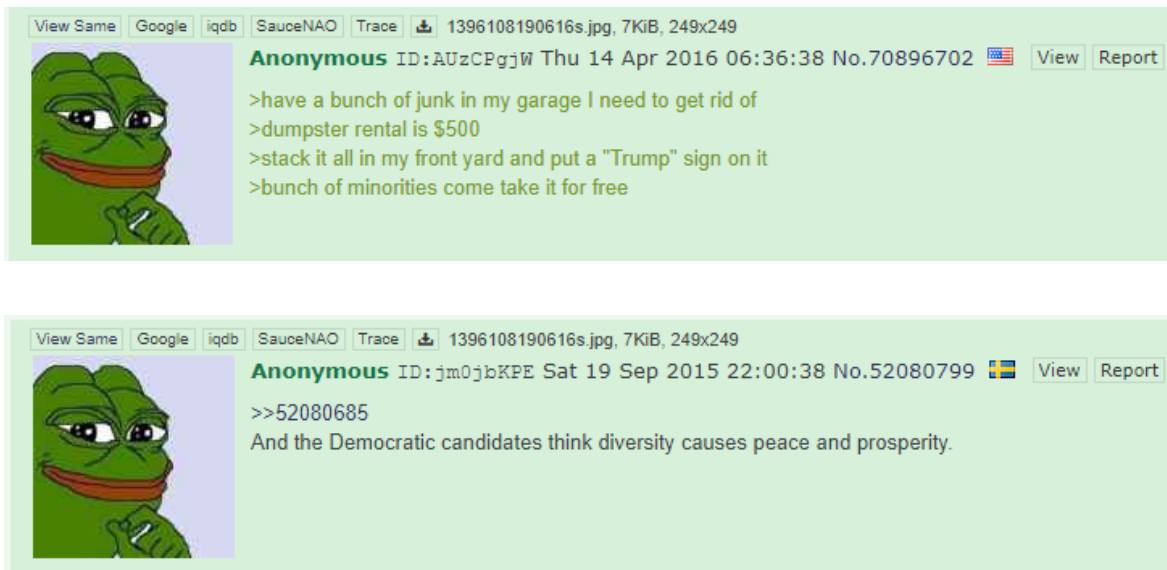 View Same Google iqdb SauceNAO Trace 1396108190616s.jpg, 7KiB, 249x249
Anonymous ID:AUzCPgjW Thu 14 Apr 2016 06:36:38 No.70896702 View Report
>have a bunch of junk in my garage I need to get rid of
>dumpster rental is $500
>stack it all in my front yard and put a "Trump" sign on it
>bunch of minorities come take it for free
View Same Google iqdb SauceNAO Trace 1396108190616s.jpg, 7KiB, 249x249
Anonymous ID:jm0jbKPE Sat 19 Sep 2015 22:00:38 No.52080799 View Report
>>52080685
And the Democratic candidates think diversity causes peace and prosperity.